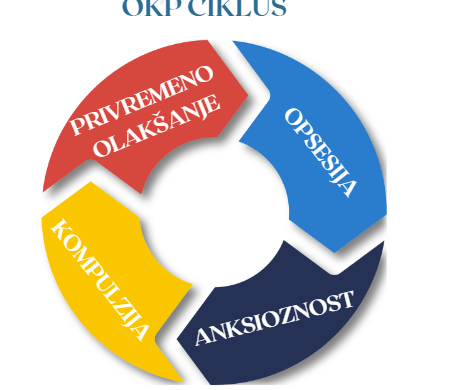 OKP CIKLUS
PRIVREMENO
OLAKŠANJE
OPSESIJA
ANKSIOZNOST
KOMPULZIJA